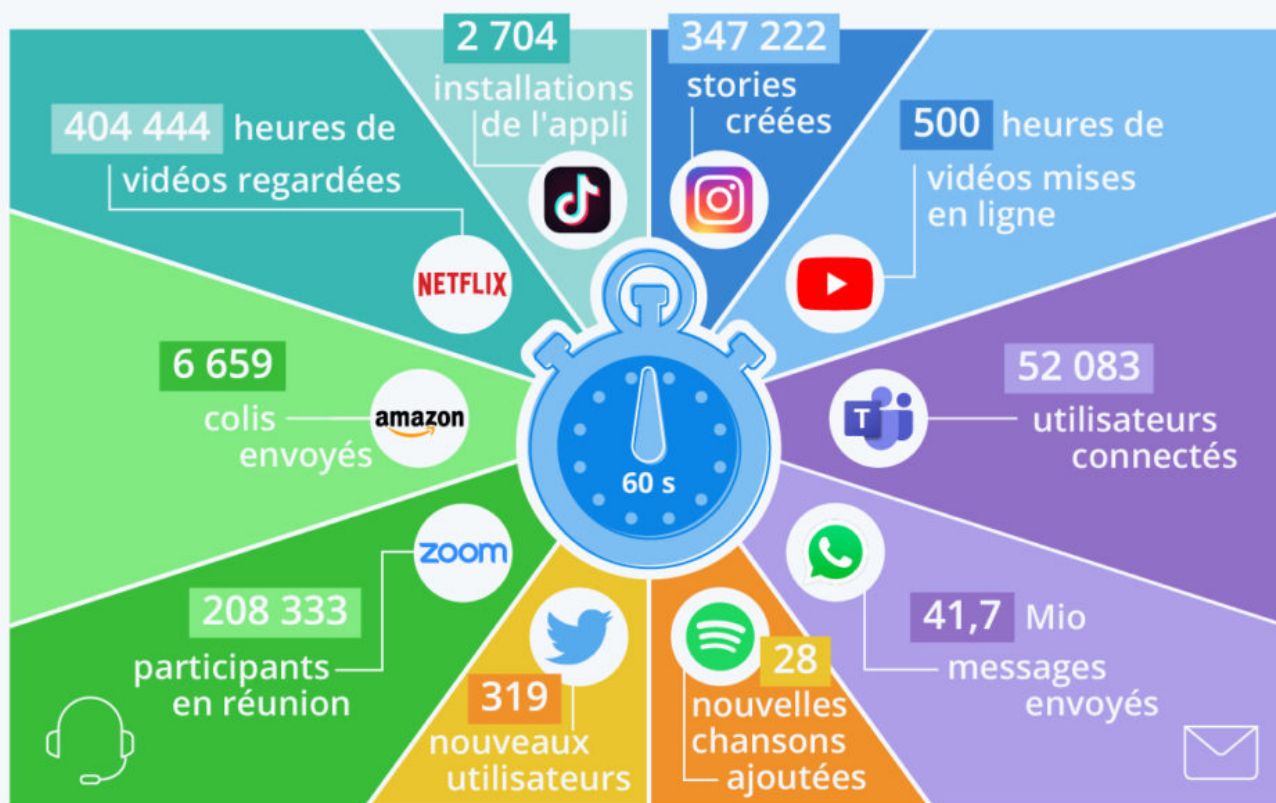 2 704
installations
de l'appli
347 222
stories
créées
404 444 heures de
vidéos regardées
NETFLIX
500 heures de
vidéos mises
en ligne
6 659
colis
envoyés
amazon
60 s
T
52 083
utilisateurs
connectés
zoom
208 333
participants
en réunion
319
nouveaux
utilisateurs
28
nouvelles
chansons
ajoutées
41,7 Mio
messages
envoyés